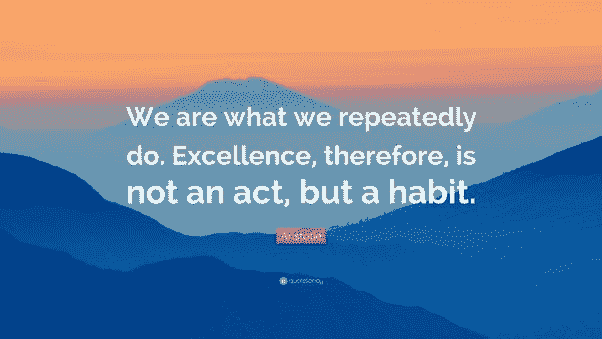 We are what we repeatedly
do. Excellence, therefore, is
not an act, but a habit.
Aristotle
quotefancy